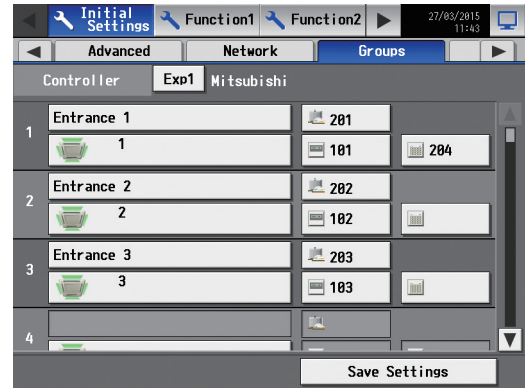 Initial Settings Function1 Function2 27/03/2015 11:43
Advanced Network Groups
Controller Exp1 Mitsubishi
1 Entrance 1 201
1 101 204
2 Entrance 2 202
2 102
3 Entrance 3 203
3 103
4
Save Settings